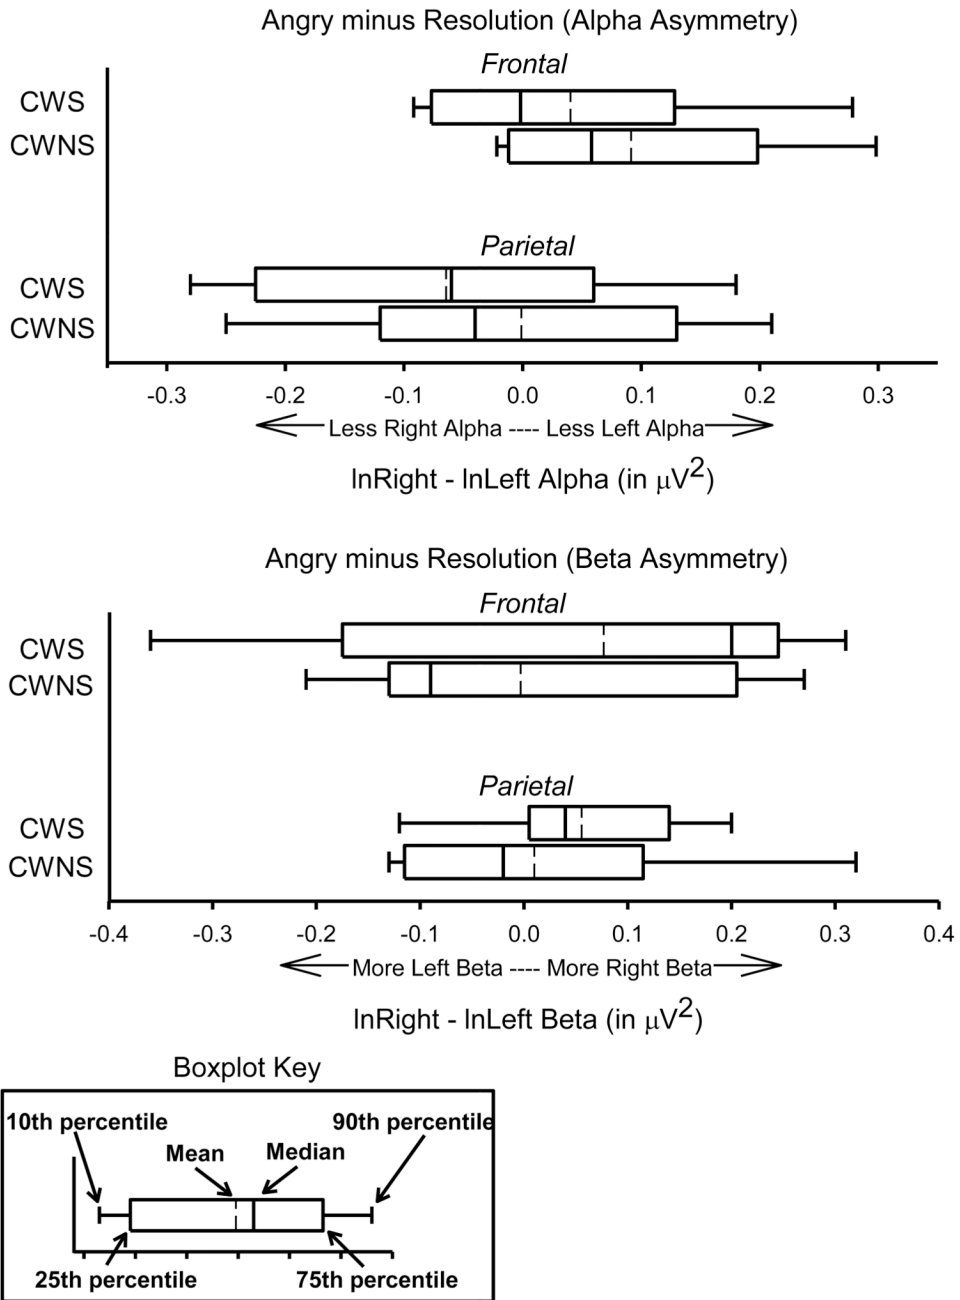 Angry minus Resolution (Alpha Asymmetry)
Frontal
CWS
CWNS
Parietal
CWS
CWNS
-0.3 -0.2 -0.1 0.0 0.1 0.2 0.3
Less Right Alpha ---- Less Left Alpha
lnRight - lnLeft Alpha (in µV2)
Angry minus Resolution (Beta Asymmetry)
Frontal
CWS
CWNS
Parietal
CWS
CWNS
-0.4 -0.3 -0.2 -0.1 0.0 0.1 0.2 0.3 0.4
More Left Beta ---- More Right Beta
lnRight - lnLeft Beta (in µV2)
Boxplot Key
10th percentile 90th percentile
Mean Median
25th percentile 75th percentile